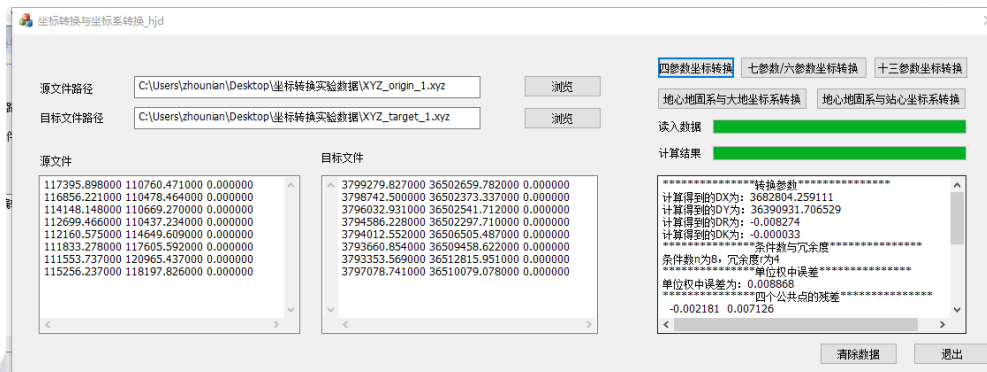 坐标转换与坐标系转换_hjd
四参数坐标转换 七参数/六参数坐标转换 十三参数坐标转换
源文件路径 C:\Users\zhounian\Desktop\坐标转换实验数据\XYZ_origin_1.xyz 浏览
地心地固系与大地坐标系转换 地心地固系与站心坐标系转换
目标文件路径 C:\Users\zhounian\Desktop\坐标转换实验数据\XYZ_target_1.xyz 浏览
读入数据
计算结果
源文件
117395.898000 110760.471000 0.000000
116856.221000 110478.464000 0.000000
114148.148000 110669.270000 0.000000
112699.466000 110437.234000 0.000000
112160.575000 114649.609000 0.000000
111833.278000 117605.592000 0.000000
111553.737000 120965.437000 0.000000
115256.237000 118197.826000 0.000000
目标文件
3799279.827000 36502659.782000 0.000000
3798742.500000 36502373.337000 0.000000
3796032.931000 36502541.712000 0.000000
3794586.228000 36502297.710000 0.000000
3794012.552000 36506505.487000 0.000000
3793660.854000 36509458.622000 0.000000
3793353.569000 36512815.951000 0.000000
3797078.741000 36510079.078000 0.000000
***************转换参数***************
计算得到的DX为：3682804.259111
计算得到的DY为：36390931.706529
计算得到的DR为：-0.008274
计算得到的DK为：-0.000033
***************条件数与冗余度***************
条件数n为8，冗余度r为4
***************单位权中误差***************
单位权中误差为：0.008868
***************四个公共点的残差***************
-0.002181 0.007126
清除数据 退出